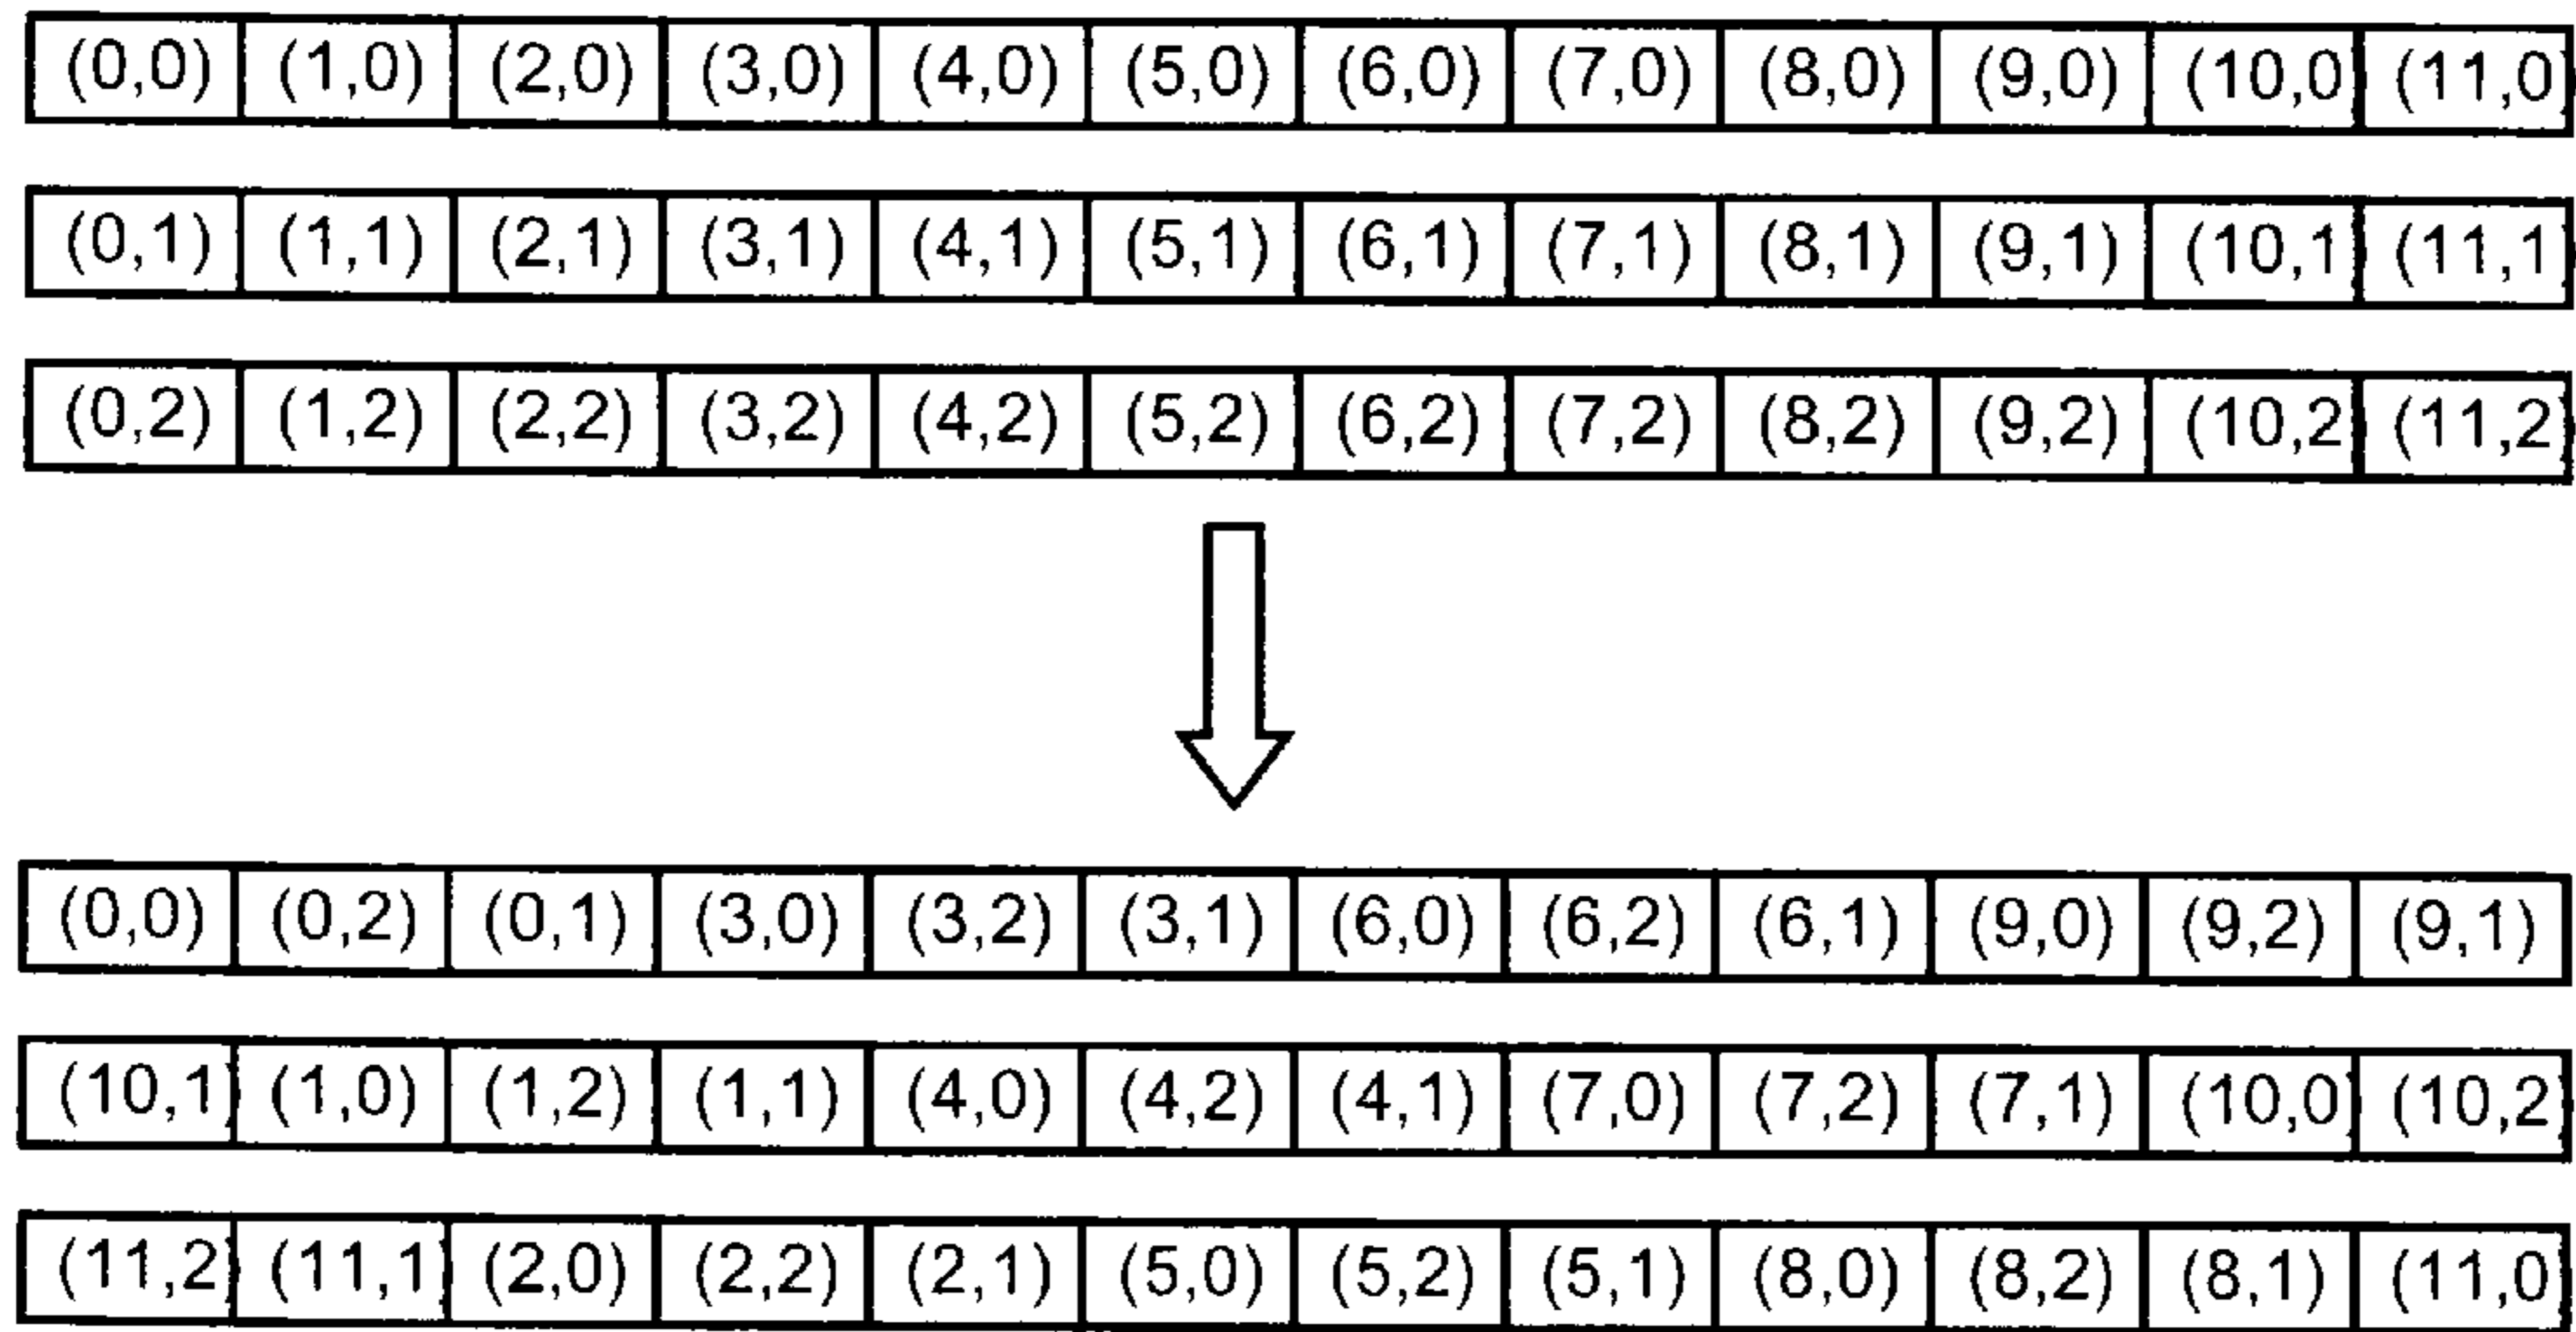 (0,0) (1,0) (2,0) (3,0) (4,0) (5,0) (6,0) (7,0) (8,0) (9,0) (10,0 (11,0
(0,1) (1,1) (2,1) (3,1) (4,1) (5,1) (6,1) (7,1) (8,1) (9,1) (10,1 (11,1
(0,2) (1,2) (2,2) (3,2) (4,2) (5,2) (6,2) (7,2) (8,2) (9,2) (10,2 (11,2
(0,0) (0,2) (0,1) (3,0) (3,2) (3,1) (6,0) (6,2) (6,1) (9,0) (9,2) (9,1)
(10,1) (1,0) (1,2) (1,1) (4,0) (4,2) (4,1) (7,0) (7,2) (7,1) (10,0) (10,2
(11,2) (11,1) (2,0) (2,2) (2,1) (5,0) (5,2) (5,1) (8,0) (8,2) (8,1) (11,0